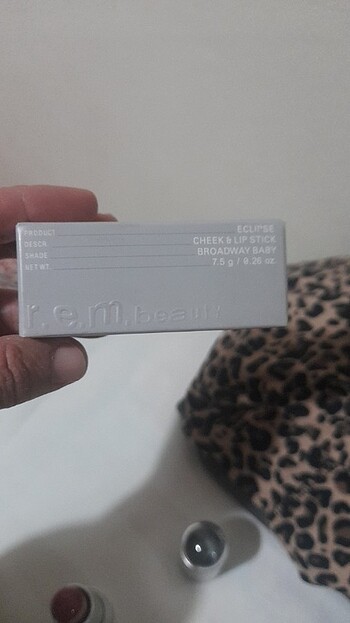 PRODUCT ECLIPSE
DESCR. CHEEK & LIP STICK
SHADE BROADWAY BABY
NET WT. 7.5 g / 0.26 oz.
r.e.m.beauty